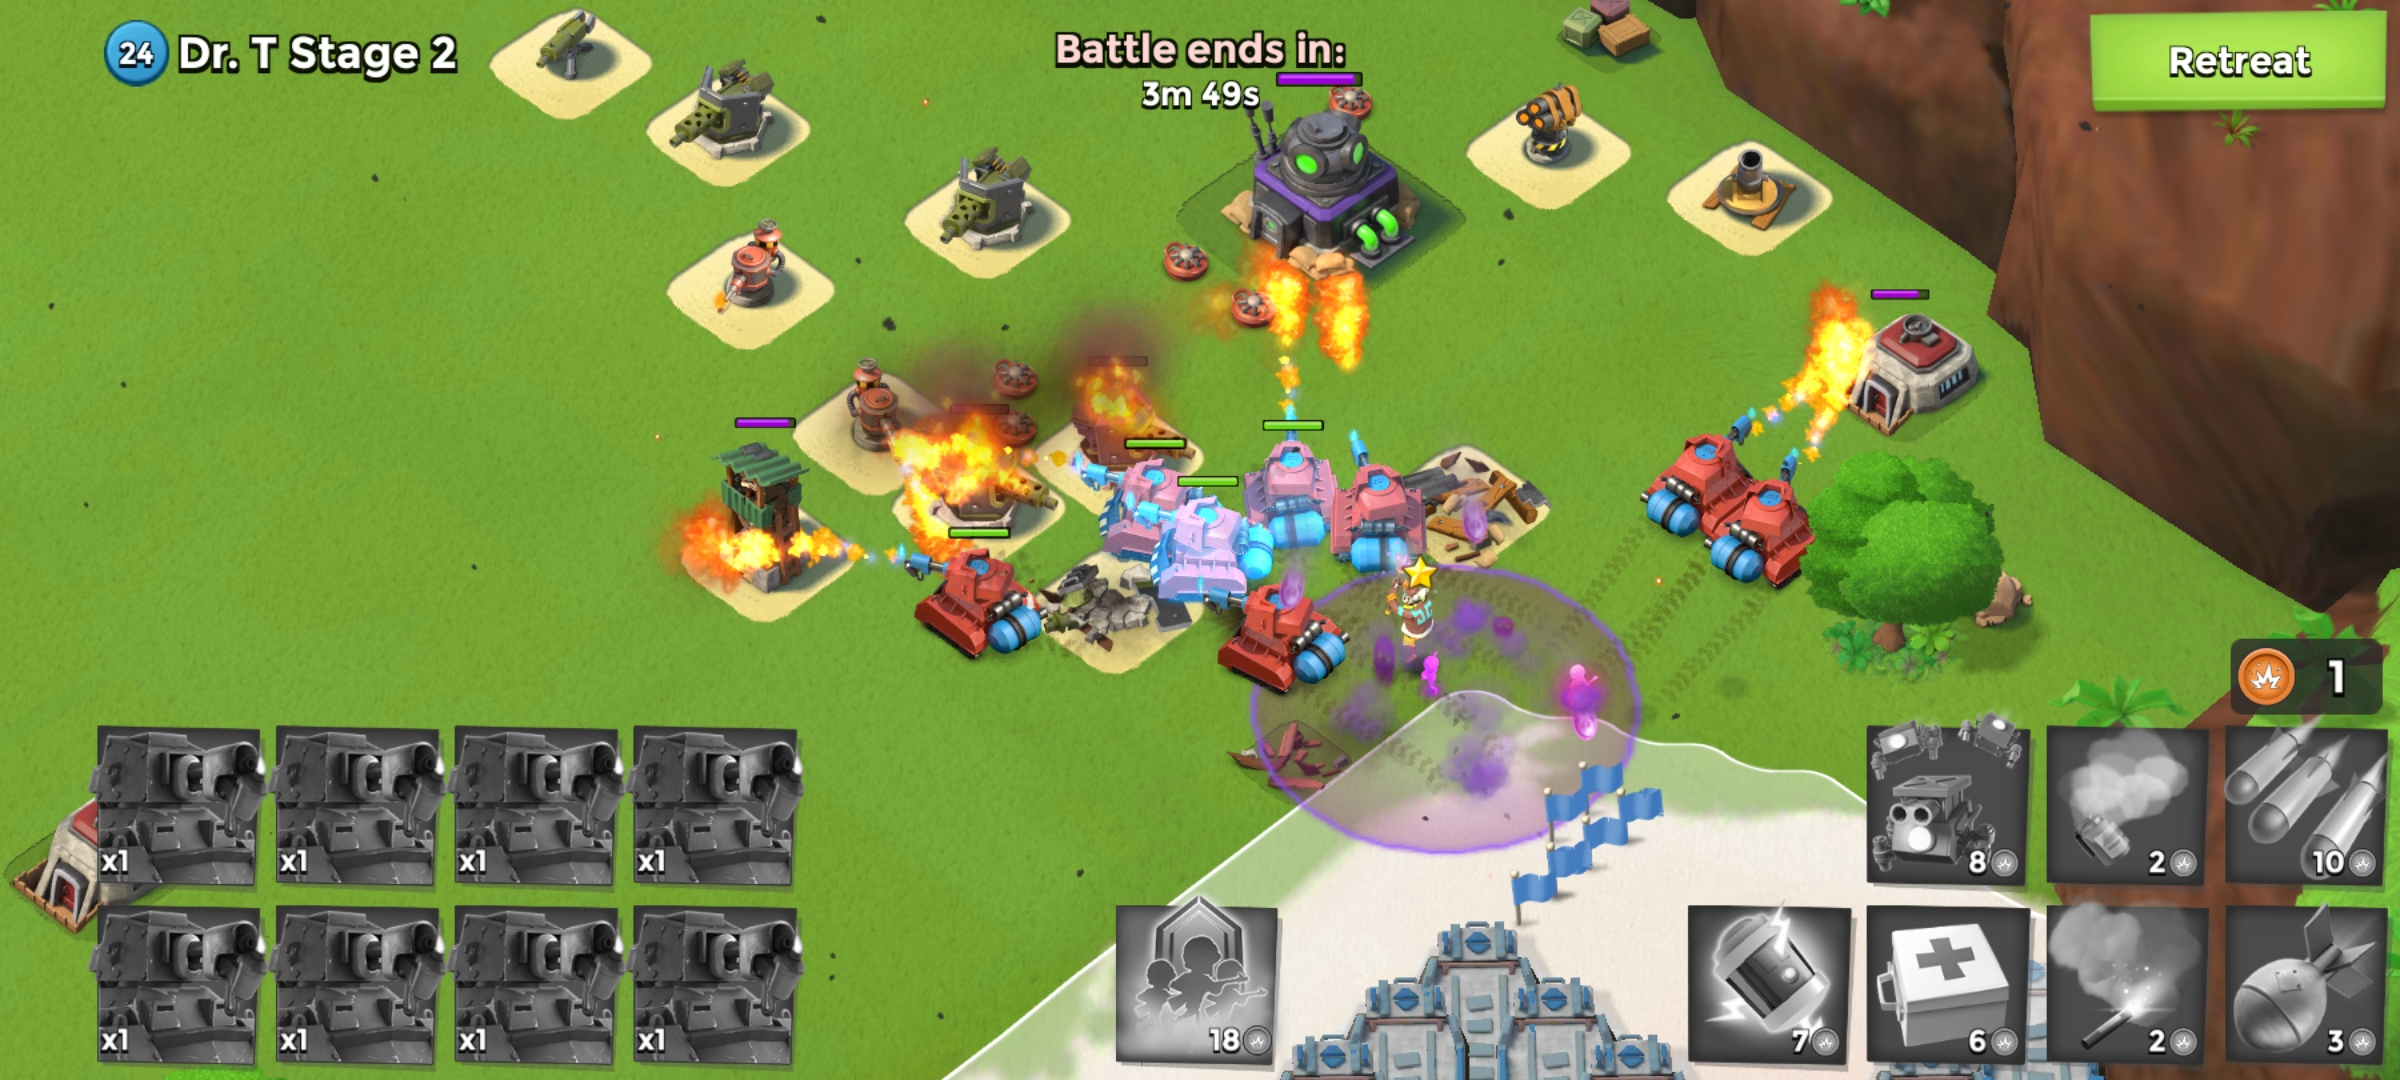 24 Dr. T Stage 2
Battle ends in:
3m 49s
Retreat
1
x1 x1 x1 x1
8 2 10
x1 x1 x1 x1
18 7 6 2 3